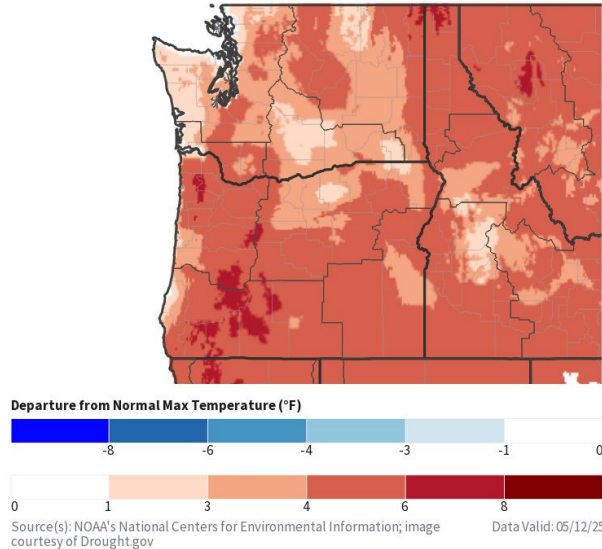 Departure from Normal Max Temperature (°F)
-8 -6 -4 -3 -1 0
0 1 3 4 6 8
Source(s): NOAA's National Centers for Environmental Information; image Data Valid: 05/12/25
courtesy of Drought.gov